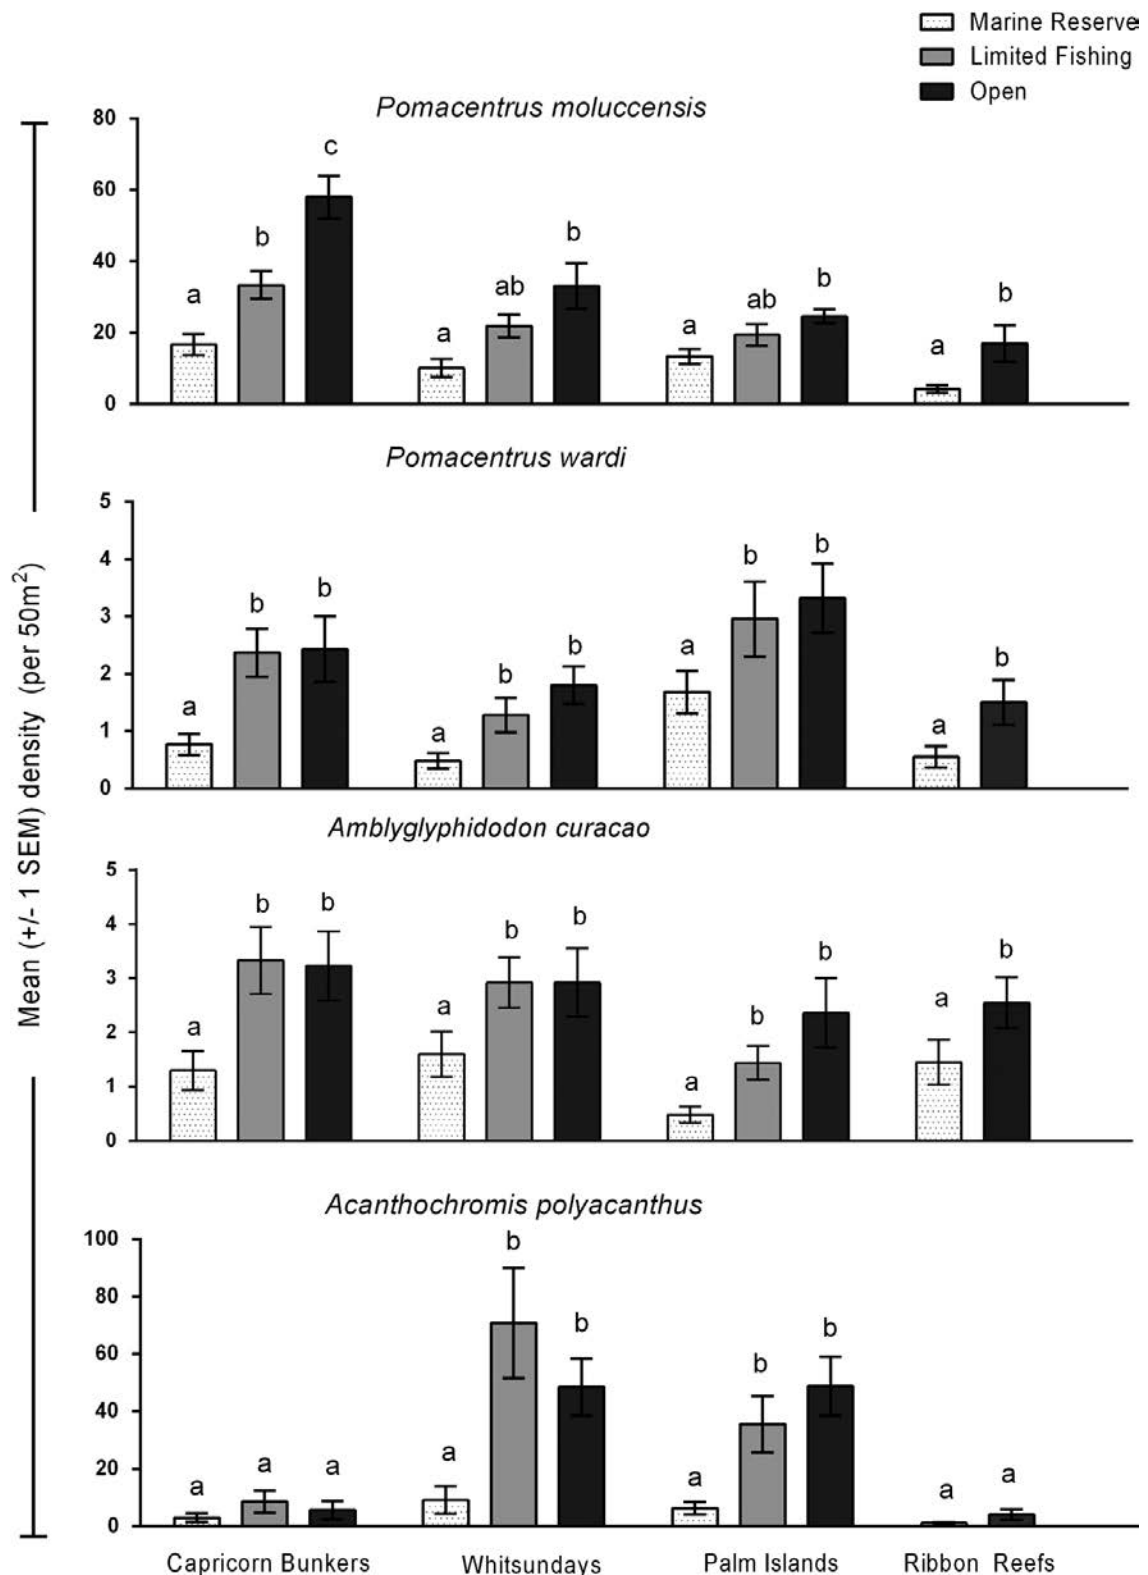 Marine Reserve
Limited Fishing
Open
Mean (+/- 1 SEM) density (per 50m²)
Pomacentrus moluccensis
80
60
40
20
0
a b c
a ab b
a ab b
a b
Pomacentrus wardi
5
4
3
2
1
0
a b b
a b b
a b b
a b
Amblyglyphidodon curacao
5
4
3
2
1
0
a b b
a b b
a b b
a b
Acanthochromis polyacanthus
100
80
60
40
20
0
a a a
a b b
a b b
a a
Capricorn Bunkers Whitsundays Palm Islands Ribbon Reefs